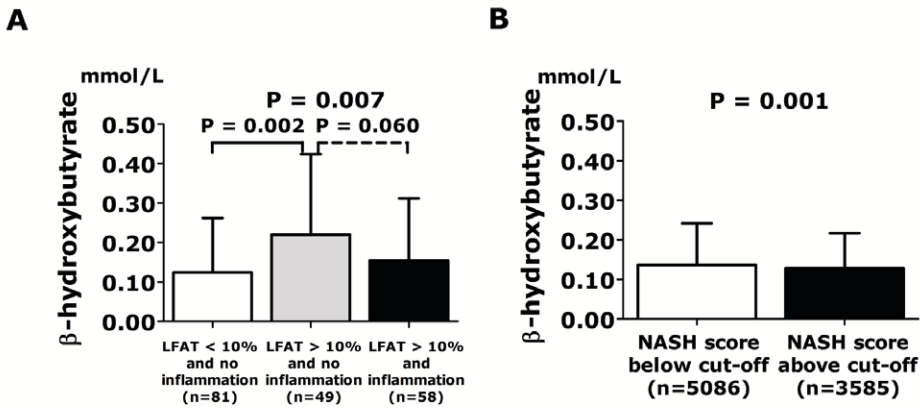 A
mmol/L
β-hydroxybutyrate
P = 0.007
P = 0.002
P = 0.060
0.50
0.40
0.30
0.20
0.10
0.00
LFAT < 10%
and no
inflammation
(n=81)
LFAT > 10%
and no
inflammation
(n=49)
LFAT > 10%
and
inflammation
(n=58)
B
mmol/L
β-hydroxybutyrate
P = 0.001
0.50
0.40
0.30
0.20
0.10
0.00
NASH score
below cut-off
(n=5086)
NASH score
above cut-off
(n=3585)